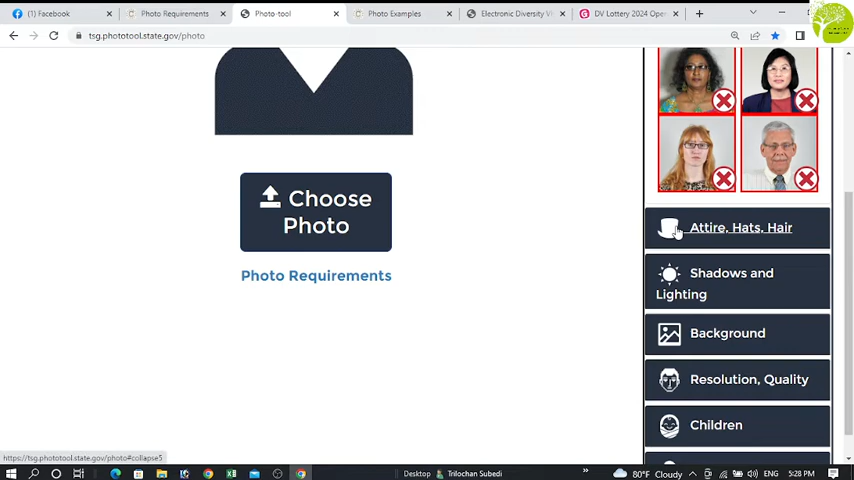 Facebook
Photo Requirements
Photo-tool
Photo Examples
Electronic Diversity Vi
DV Lottery 2024 Open
tsg.phototool.state.gov/photo
Choose
Photo
Photo Requirements
Attire, Hats, Hair
Shadows and
Lighting
Background
Resolution, Quality
Children
https://tsg.phototool.state.gov/photo#collapse5
Desktop
Trilochan Subedi
80°F Cloudy
ENG
5:28 PM